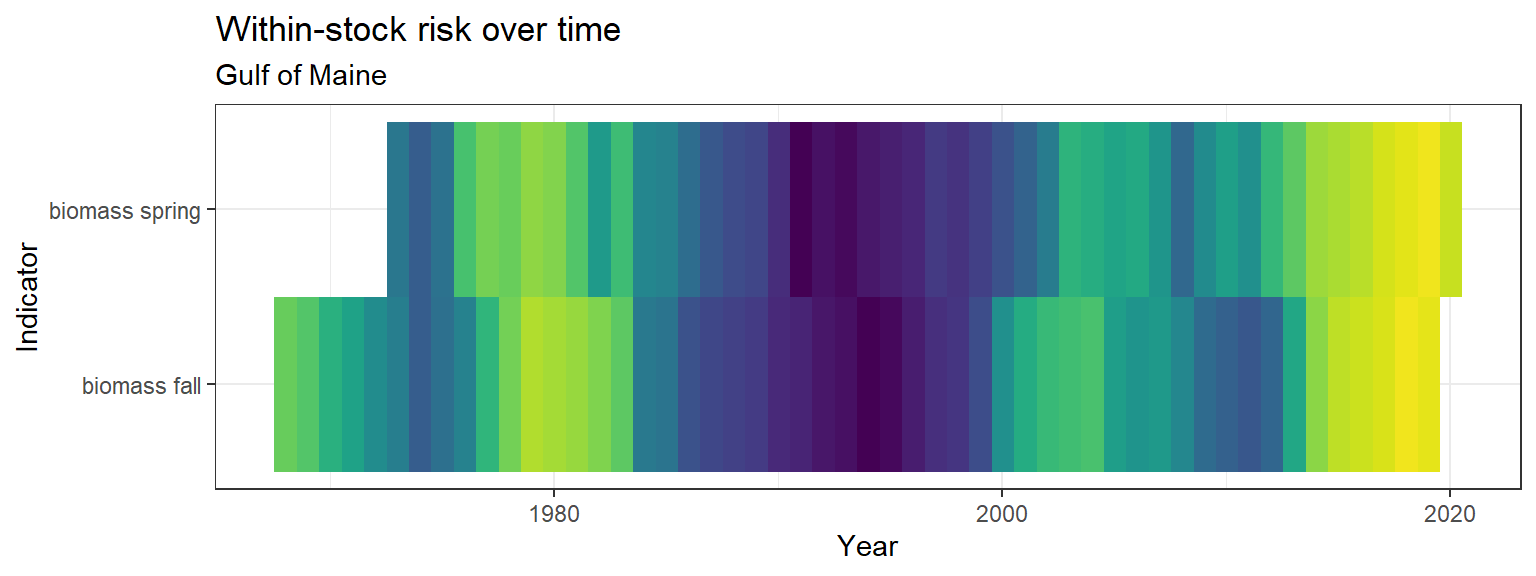 Within-stock risk over time
Gulf of Maine
Indicator
biomass spring
biomass fall
1980
2000
2020
Year